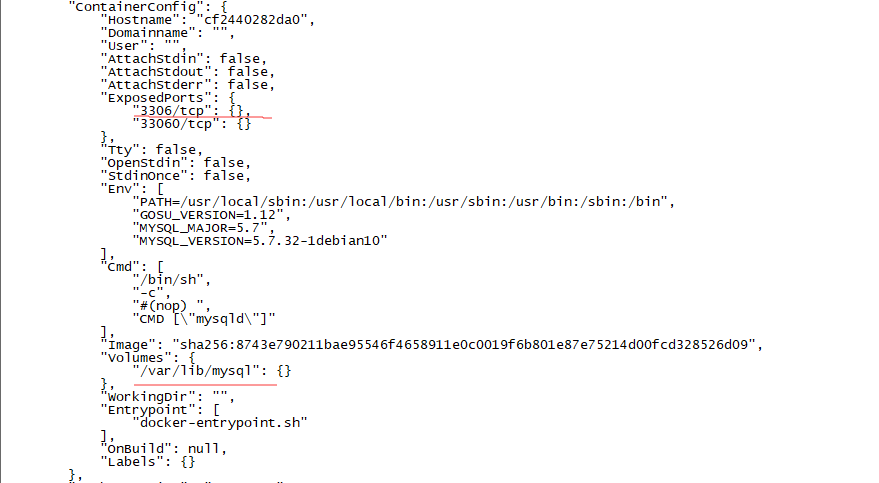 "ContainerConfig": {
"Hostname": "cf2440282da0",
"Domainname": "",
"User": "",
"AttachStdin": false,
"AttachStdout": false,
"AttachStderr": false,
"ExposedPorts": {
"3306/tcp": {},
"33060/tcp": {}
},
"Tty": false,
"OpenStdin": false,
"StdinOnce": false,
"Env": [
"PATH=/usr/local/sbin:/usr/local/bin:/usr/sbin:/usr/bin:/sbin:/bin",
"GOSU_VERSION=1.12",
"MYSQL_MAJOR=5.7",
"MYSQL_VERSION=5.7.32-1debian10"
],
"Cmd": [
"/bin/sh",
"-c",
"#(nop) ",
"CMD [\"mysqld\"]"
],
"Image": "sha256:8743e790211bae95546f4658911e0c0019f6b801e87e75214d00fcd328526d09",
"Volumes": {
"/var/lib/mysql": {}
},
"WorkingDir": "",
"Entrypoint": [
"docker-entrypoint.sh"
],
"OnBuild": null,
"Labels": {}
},